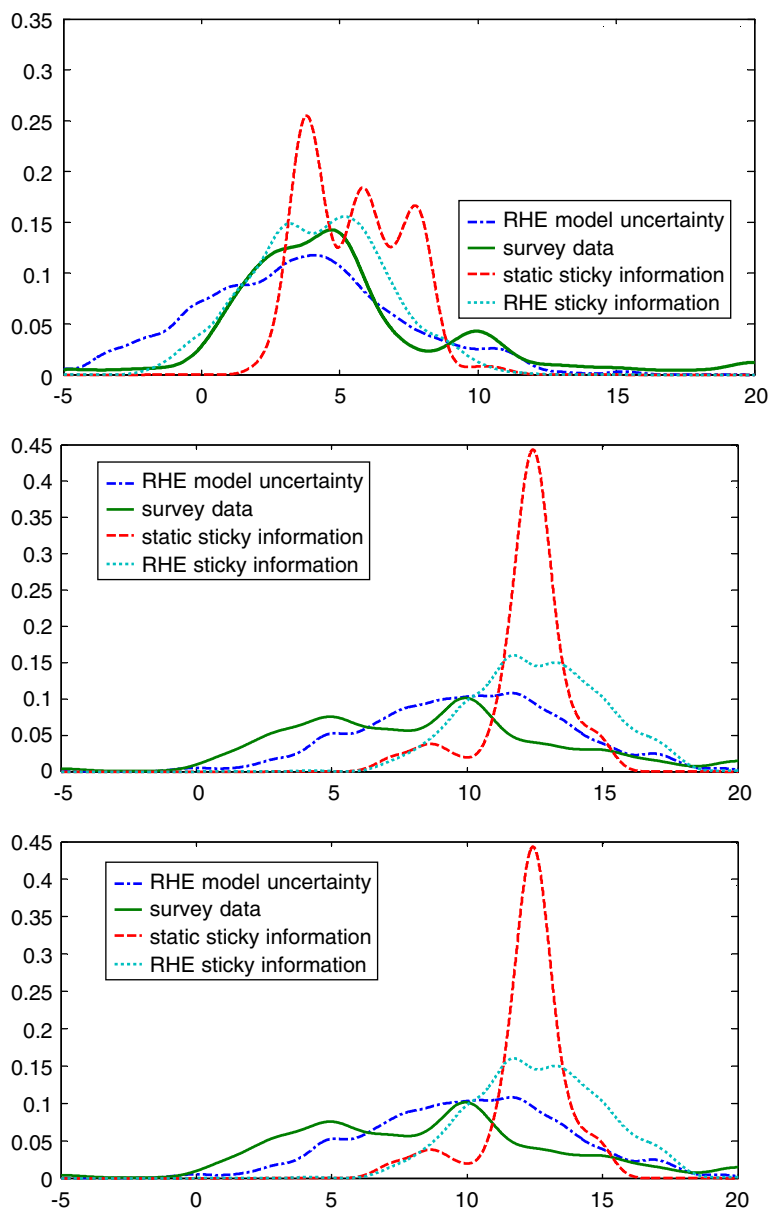 0.35
0.3
0.25
0.2
0.15
0.1
0.05
0
RHE model uncertainty
survey data
static sticky information
RHE sticky information
-5 0 5 10 15 20
0.45
0.4
0.35
0.3
0.25
0.2
0.15
0.1
0.05
0
RHE model uncertainty
survey data
static sticky information
RHE sticky information
-5 0 5 10 15 20
0.45
0.4
0.35
0.3
0.25
0.2
0.15
0.1
0.05
0
RHE model uncertainty
survey data
static sticky information
RHE sticky information
-5 0 5 10 15 20